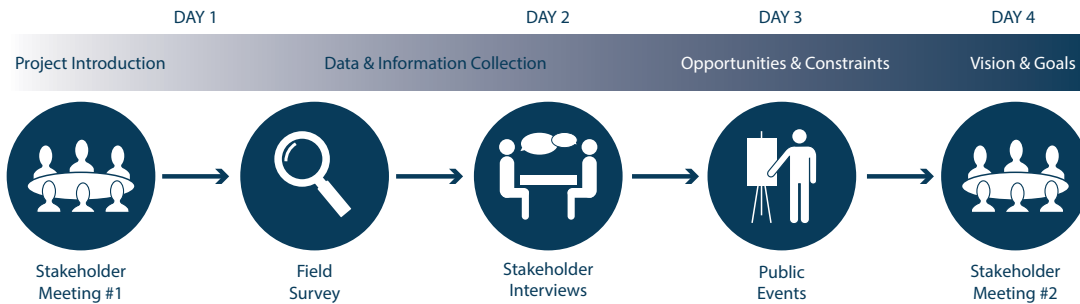 DAY 1
DAY 2
DAY 3
DAY 4
Project Introduction
Data & Information Collection
Opportunities & Constraints
Vision & Goals
Stakeholder
Meeting #1
Field
Survey
Stakeholder
Interviews
Public
Events
Stakeholder
Meeting #2